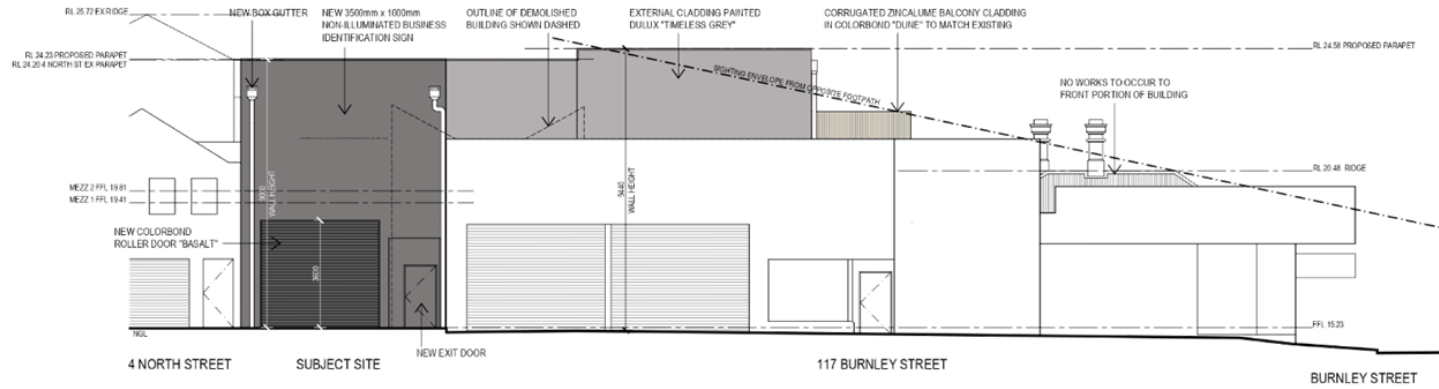 RL 25.72 EX RIDGE
NEW BOX GUTTER
NEW 3500mm x 1000mm
NON-ILLUMINATED BUSINESS
IDENTIFICATION SIGN
OUTLINE OF DEMOLISHED
BUILDING SHOWN DASHED
EXTERNAL CLADDING PAINTED
DULUX "TIMELESS GREY"
CORRUGATED ZINCALUME BALCONY CLADDING
IN COLORBOND "DUNE" TO MATCH EXISTING
RL 24.23 PROPOSED PARAPET
RL 24.20 4 NORTH ST EX PARAPET
RL 24.58 PROPOSED PARAPET
SIGHTING ENVELOPE FROM OPPOSITE FOOTPATH
NO WORKS TO OCCUR TO
FRONT PORTION OF BUILDING
RL 20.48 RIDGE
MEZZ 2 FFL 19.81
MEZZ 1 FFL 19.41
9000
WALL HEIGHT
9440
WALL HEIGHT
NEW COLORBOND
ROLLER DOOR "BASALT"
3600
NGL
FFL 15.23
NEW EXIT DOOR
4 NORTH STREET
SUBJECT SITE
117 BURNLEY STREET
BURNLEY STREET